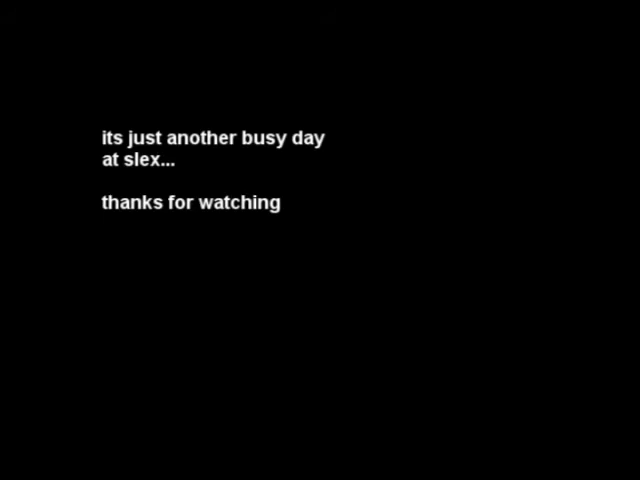 its just another busy day
at slex...
thanks for watching